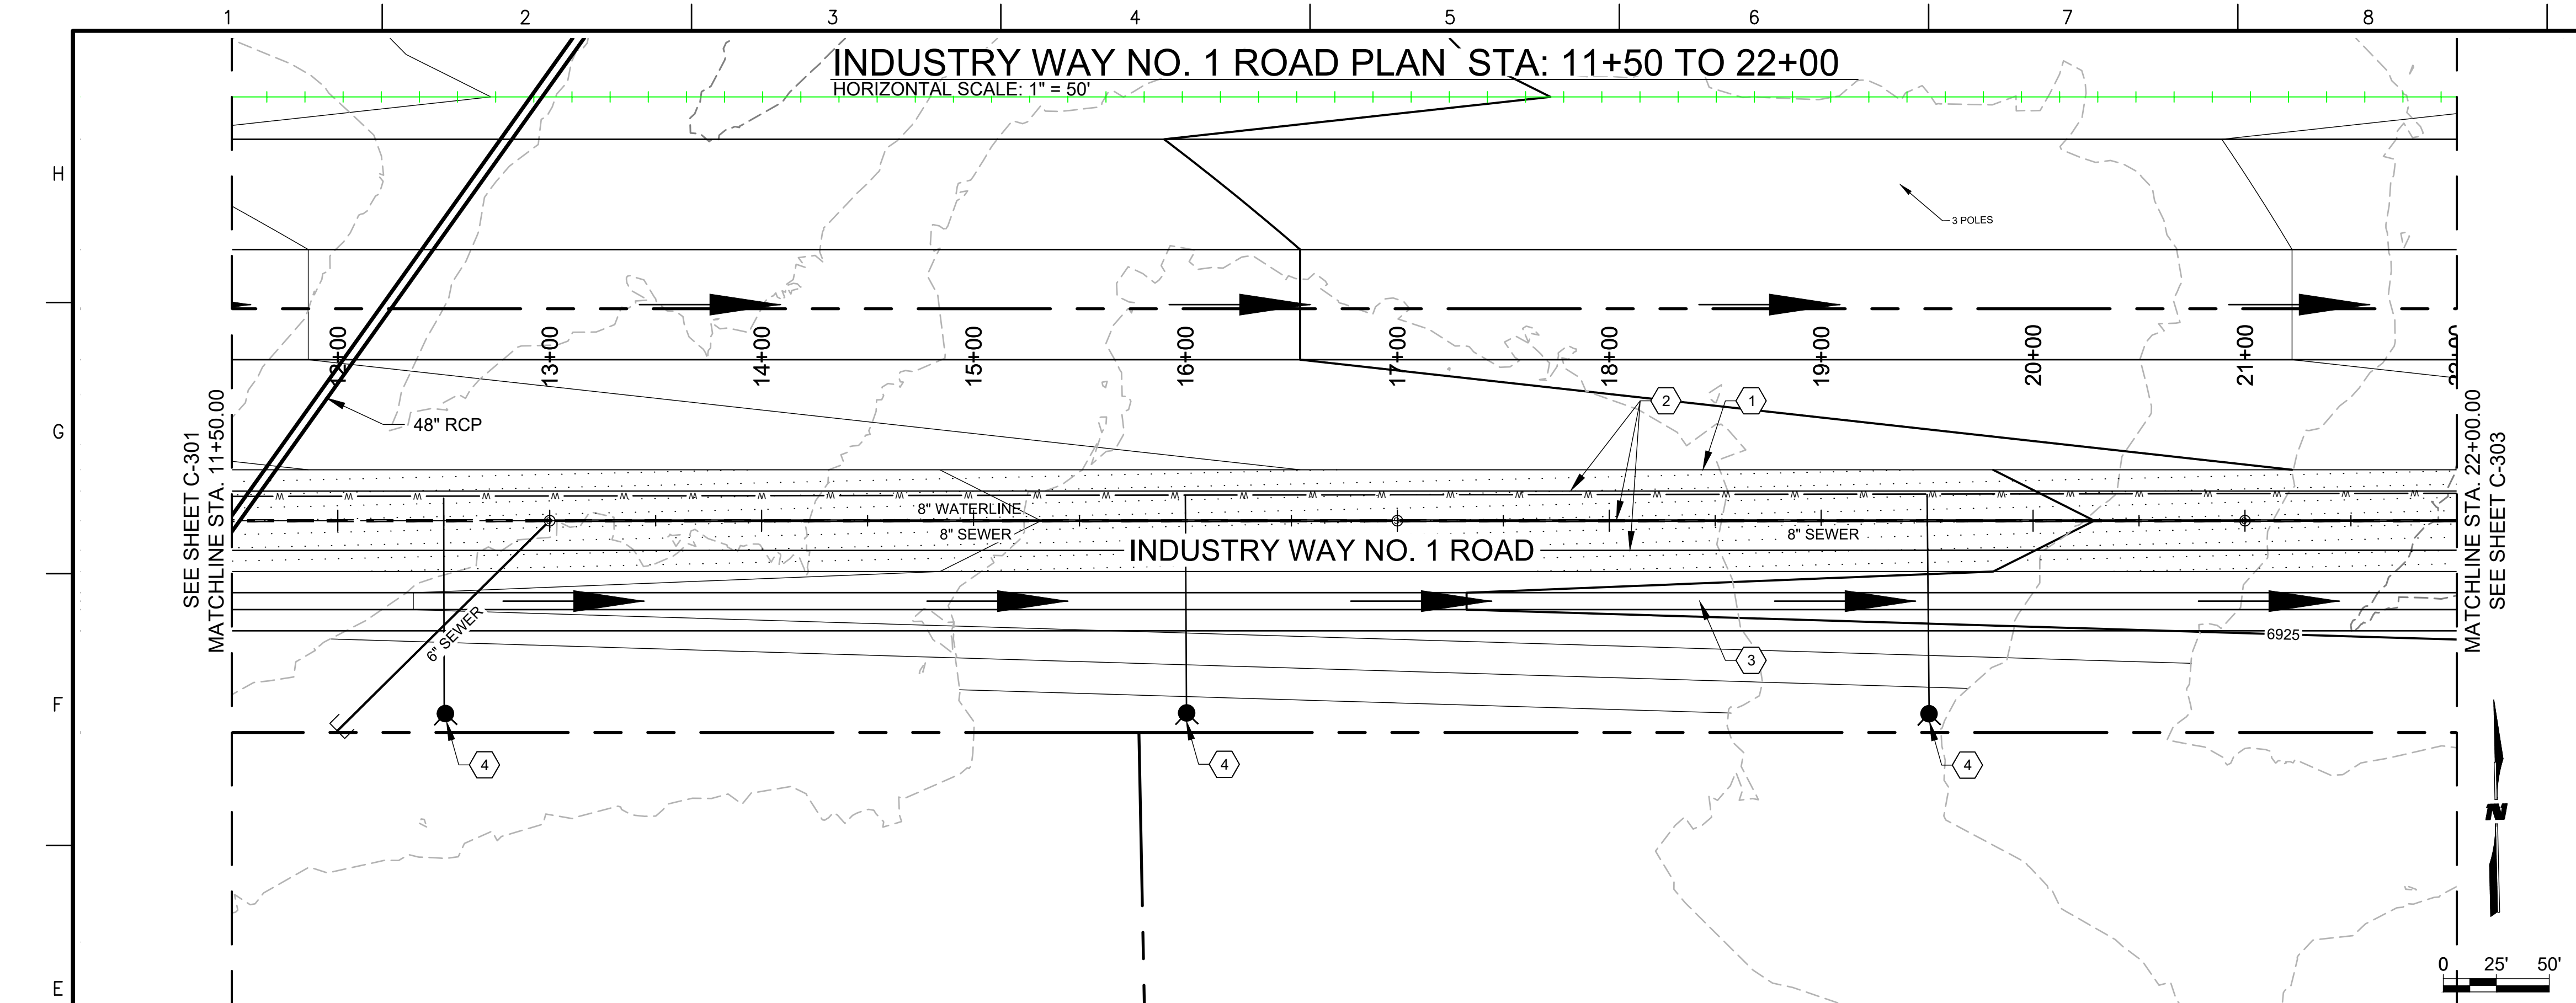 1 2 3 4 5 6 7 8
INDUSTRY WAY NO. 1 ROAD PLAN STA: 11+50 TO 22+00
HORIZONTAL SCALE: 1" = 50'
H
3 POLES
12+00 13+00 14+00 15+00 16+00 17+00 18+00 19+00 20+00 21+00 22+00
G
48" RCP
2
1
SEE SHEET C-301
MATCHLINE STA. 11+50.00
MATCHLINE STA. 22+00.00
SEE SHEET C-303
W W W W W W W W W W W W W W W W W W W W W W W W W W W W W W W W
8" WATERLINE
8" SEWER
8" SEWER
INDUSTRY WAY NO. 1 ROAD
6" SEWER
6925
3
F
4
4
4
N
E
0 25' 50'